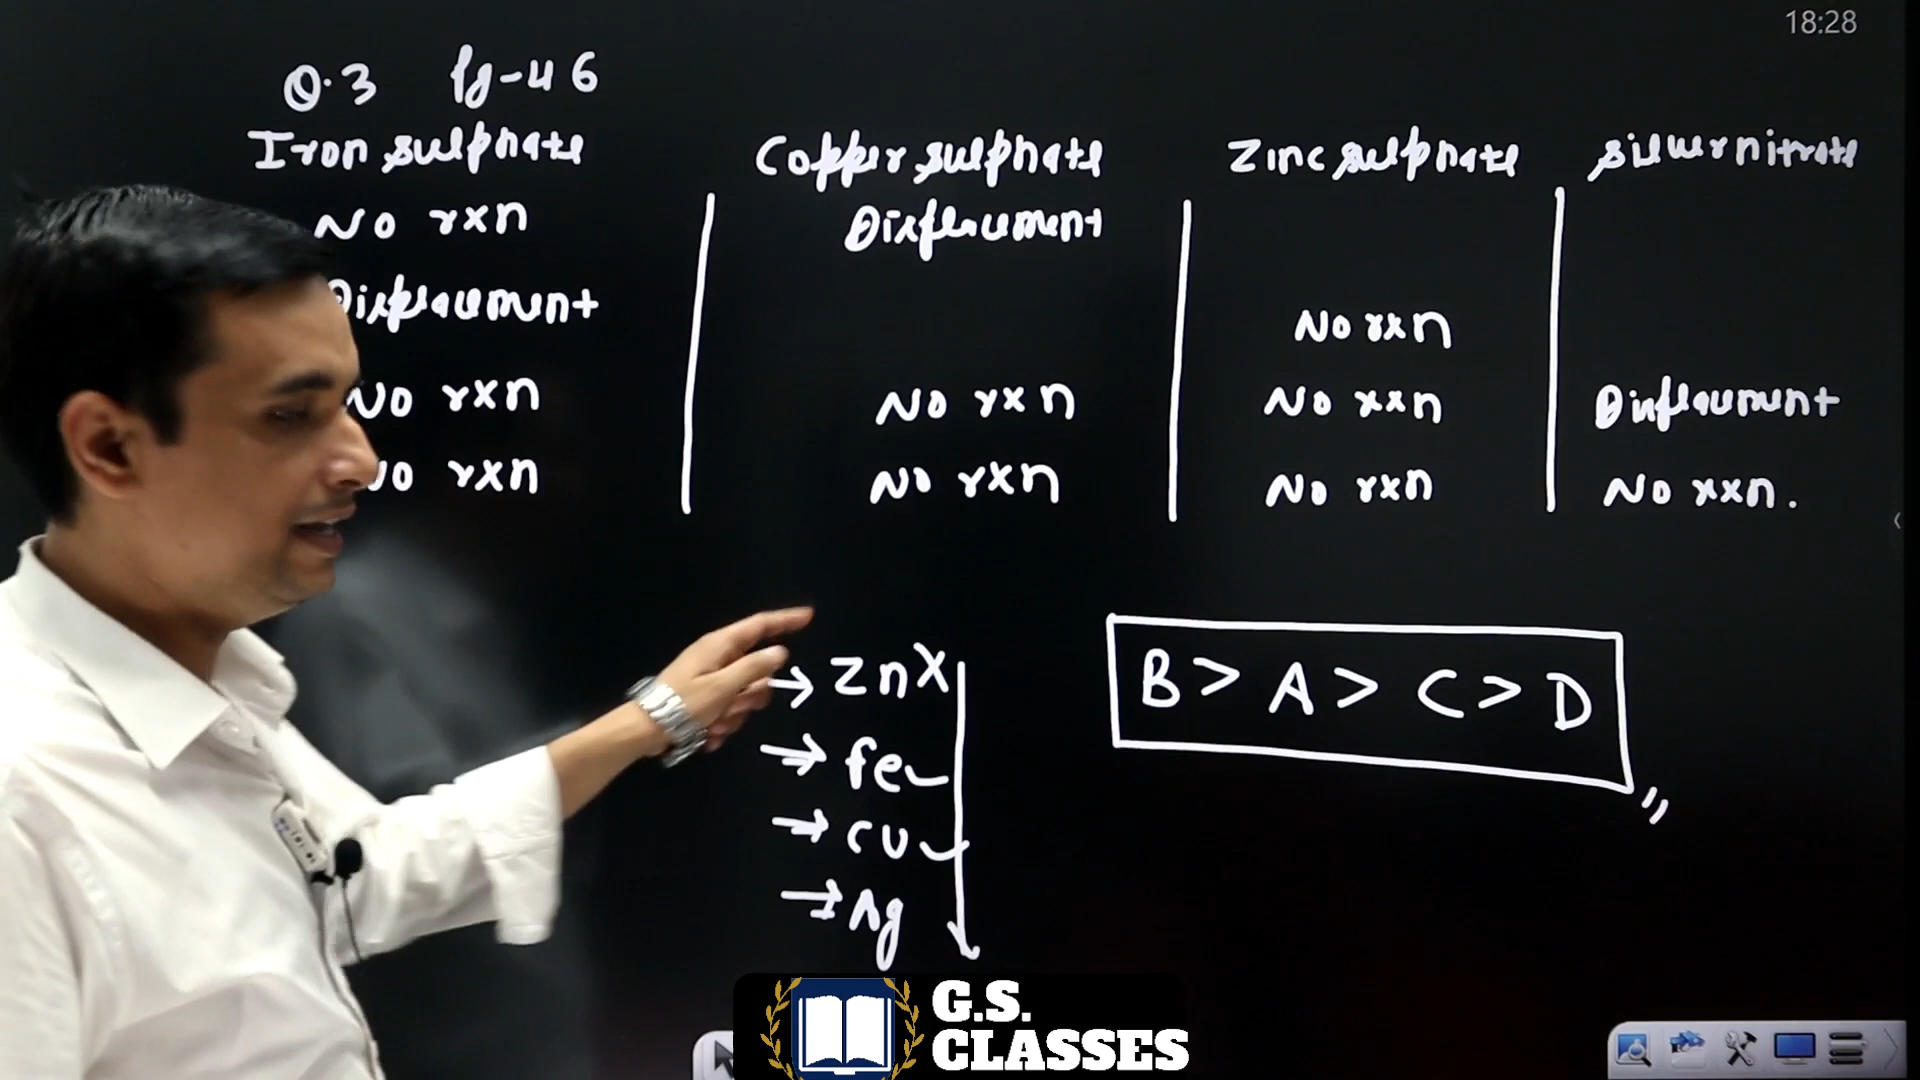 18:28
Q.3 Pg-46
Iron sulphate Copper sulphate Zinc sulphate Silver nitrate
No rxn Displacement
Displacement
No rxn
No rxn No rxn No rxn Displacement
No rxn No rxn No rxn No rxn.
→ Zn X
→ Fe ✓
→ Cu ✓
→ Ag
B > A > C > D
G.S.
CLASSES